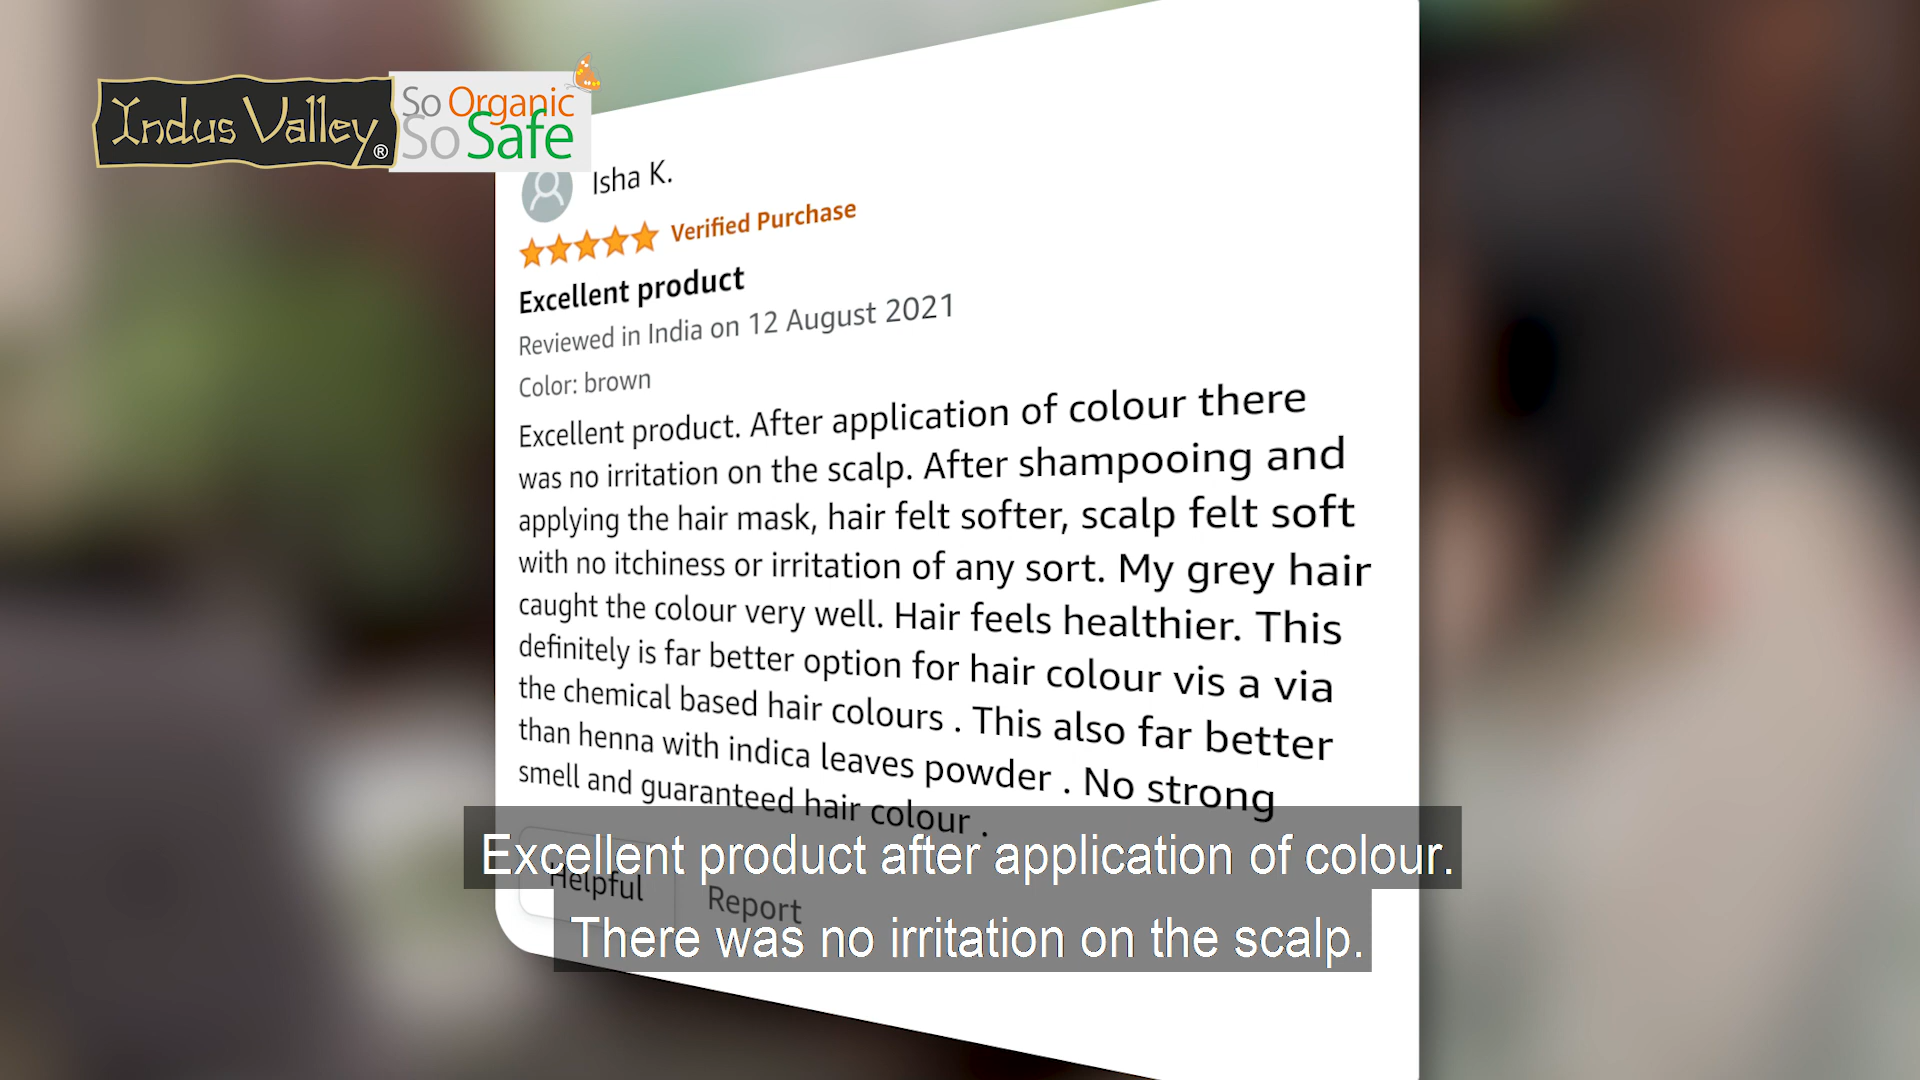 Indus Valley®
So Organic
So Safe
Isha K.
Verified Purchase
Excellent product
Reviewed in India on 12 August 2021
Color: brown
Excellent product. After application of colour there
was no irritation on the scalp. After shampooing and
applying the hair mask, hair felt softer, scalp felt soft
with no itchiness or irritation of any sort. My grey hair
caught the colour very well. Hair feels healthier. This
definitely is far better option for hair colour vis a via
the chemical based hair colours . This also far better
than henna with indica leaves powder . No strong
smell and guaranteed hair colour .
Helpful
Report
Excellent product after application of colour.
There was no irritation on the scalp.